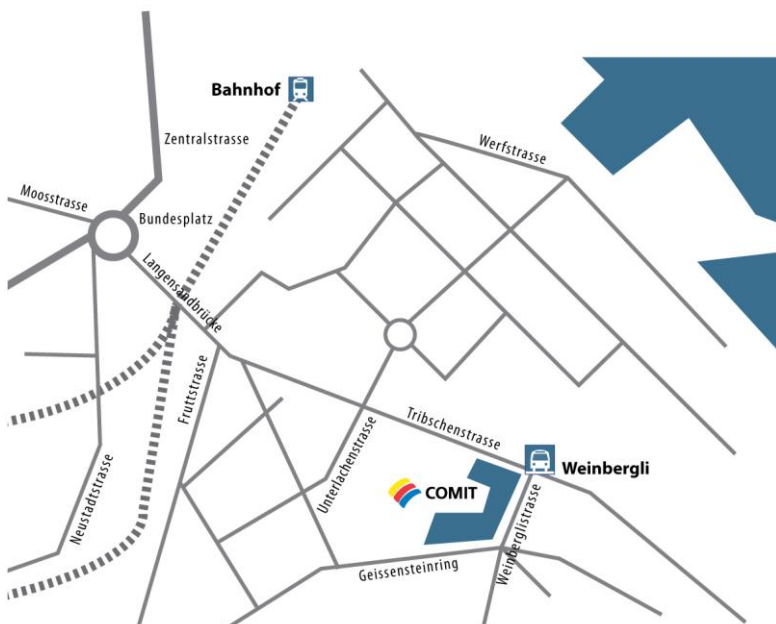 Bahnhof
Zentralstrasse
Werfstrasse
Moosstrasse
Bundesplatz
Langensandbrücke
Fruttstrasse
Tribschenstrasse
Unterlachenstrasse
Weinbergli
COMIT
Neustadtstrasse
Weinberglistrasse
Geissensteinring